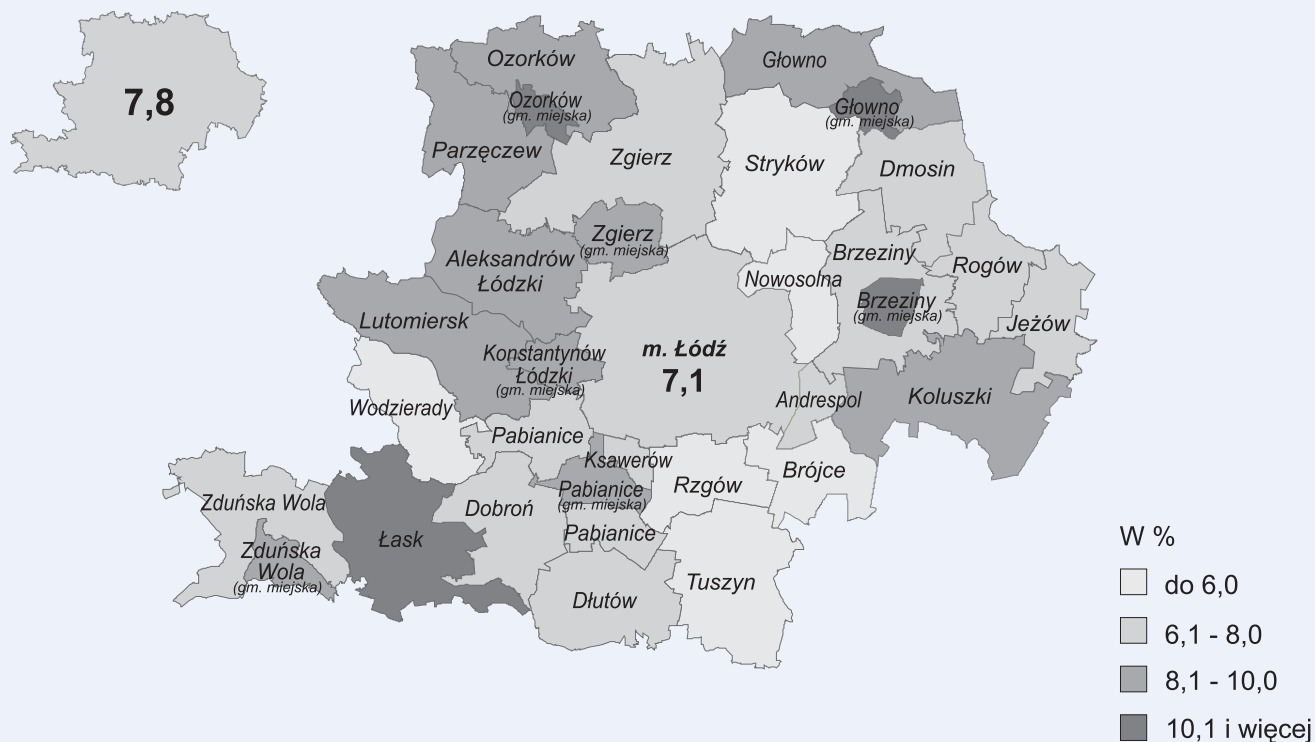 7,8
Ozorków
Głowno
Ozorków
(gm. miejska)
Głowno
(gm. miejska)
Parzęczew
Zgierz
Stryków
Dmosin
Zgierz
(gm. miejska)
Brzeziny
Aleksandrów
Łódzki
Nowosolna
Rogów
Brzeziny
(gm. miejska)
Lutomiersk
Jeżów
Konstantynów
Łódzki
(gm. miejska)
m. Łódź
7,1
Wodzierady
Andrespol
Koluszki
Pabianice
Ksawerów
Brójce
Rzgów
Pabianice
(gm. miejska)
Zduńska Wola
Dobroń
Pabianice
Łask
Zduńska
Wola
(gm. miejska)
Tuszyn
Dłutów
W %
do 6,0
6,1 - 8,0
8,1 - 10,0
10,1 i więcej